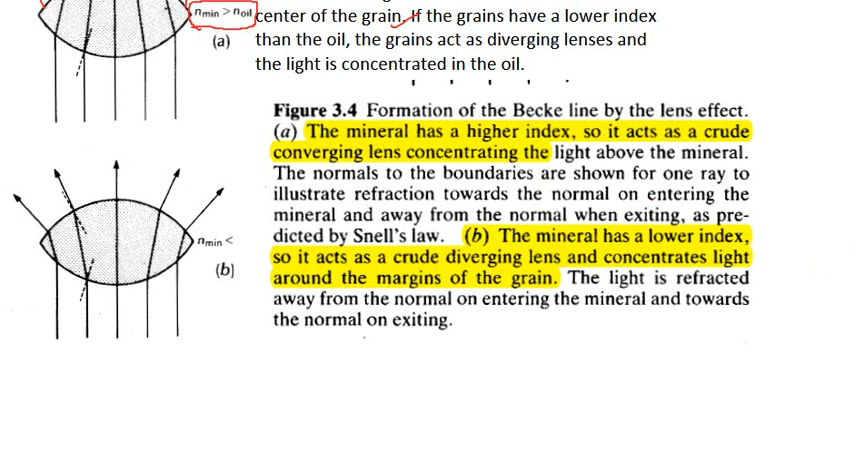 nmin > noil
center of the grain. If the grains have a lower index
(a)
than the oil, the grains act as diverging lenses and
the light is concentrated in the oil.
Figure 3.4 Formation of the Becke line by the lens effect.
(a) The mineral has a higher index, so it acts as a crude
converging lens concentrating the light above the mineral.
The normals to the boundaries are shown for one ray to
illustrate refraction towards the normal on entering the
mineral and away from the normal when exiting, as pre-
dicted by Snell's law. (b) The mineral has a lower index,
so it acts as a crude diverging lens and concentrates light
around the margins of the grain. The light is refracted
away from the normal on entering the mineral and towards
the normal on exiting.
nmin <
(b)